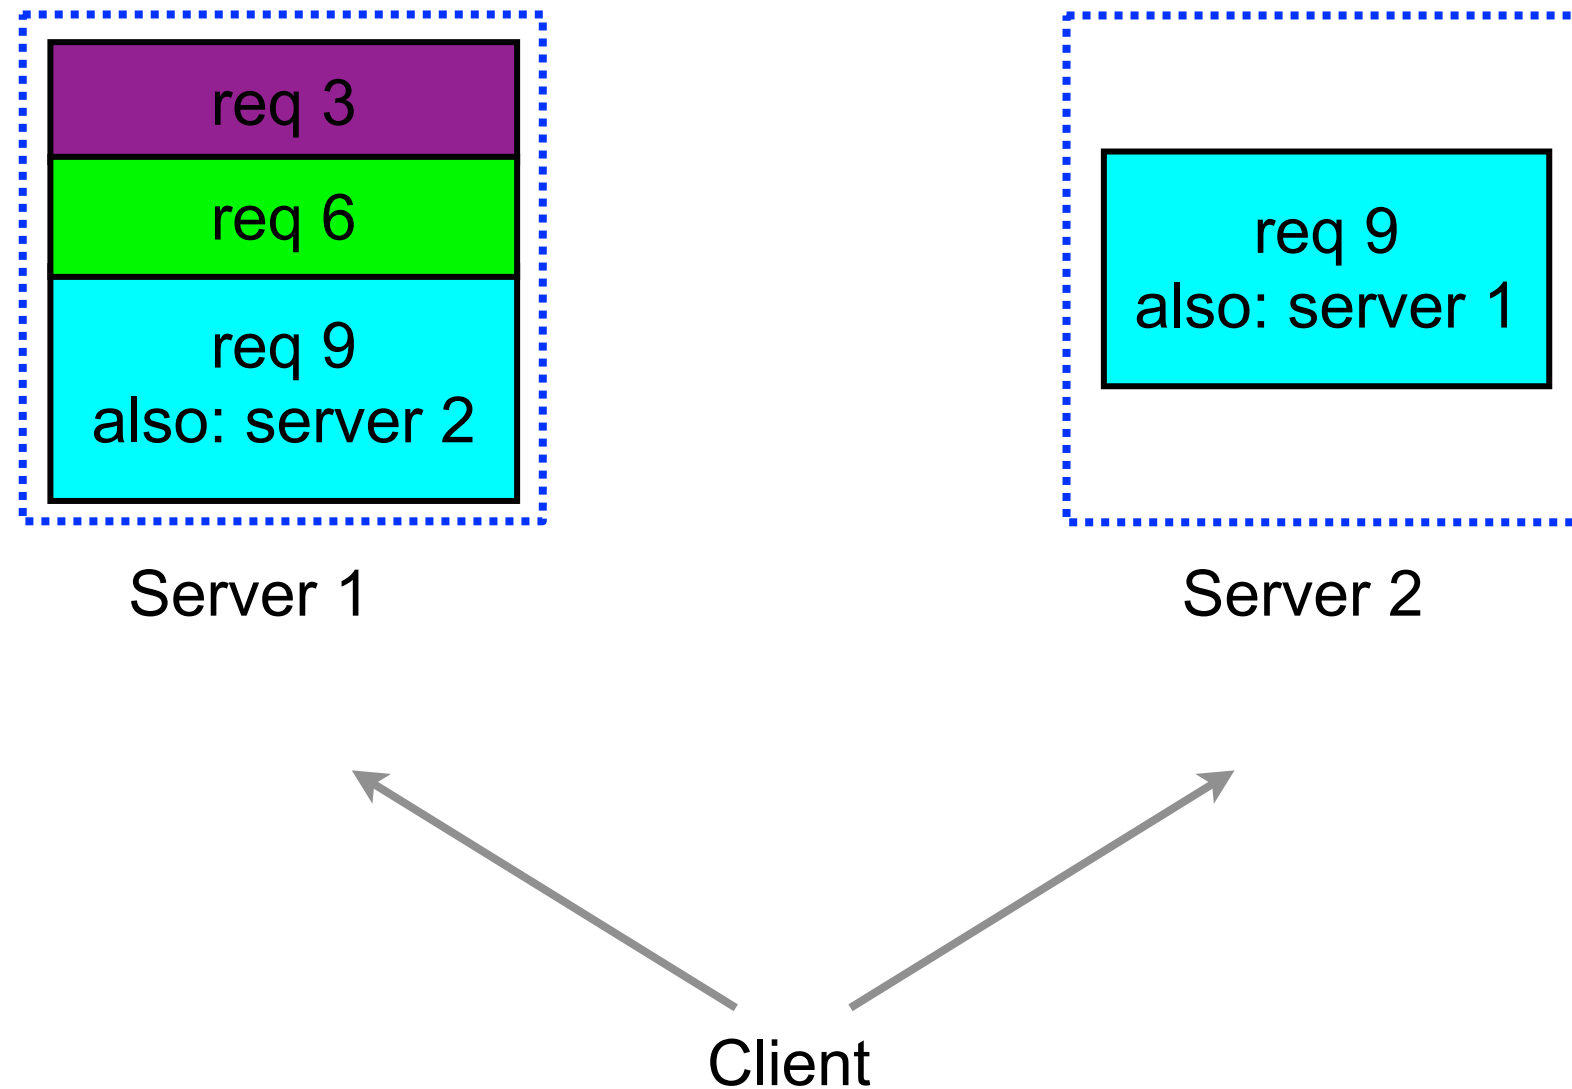 req 3
req 6
req 9
also: server 2
Server 1
req 9
also: server 1
Server 2
Client